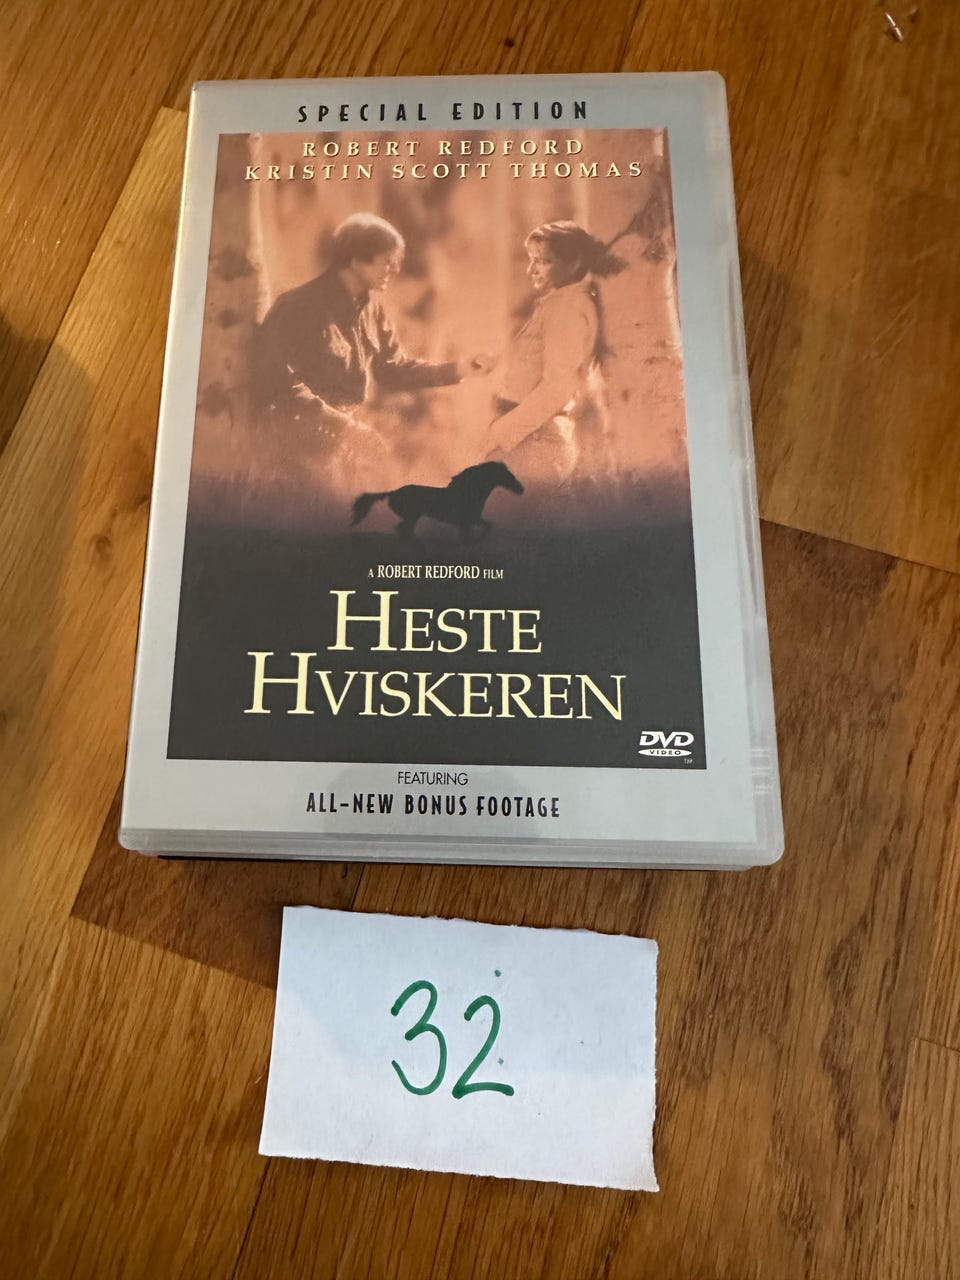 SPECIAL EDITION
ROBERT REDFORD
KRISTIN SCOTT THOMAS
A ROBERT REDFORD FILM
HESTE
HVISKEREN
DVD
VIDEO
TM
FEATURING
ALL-NEW BONUS FOOTAGE
32